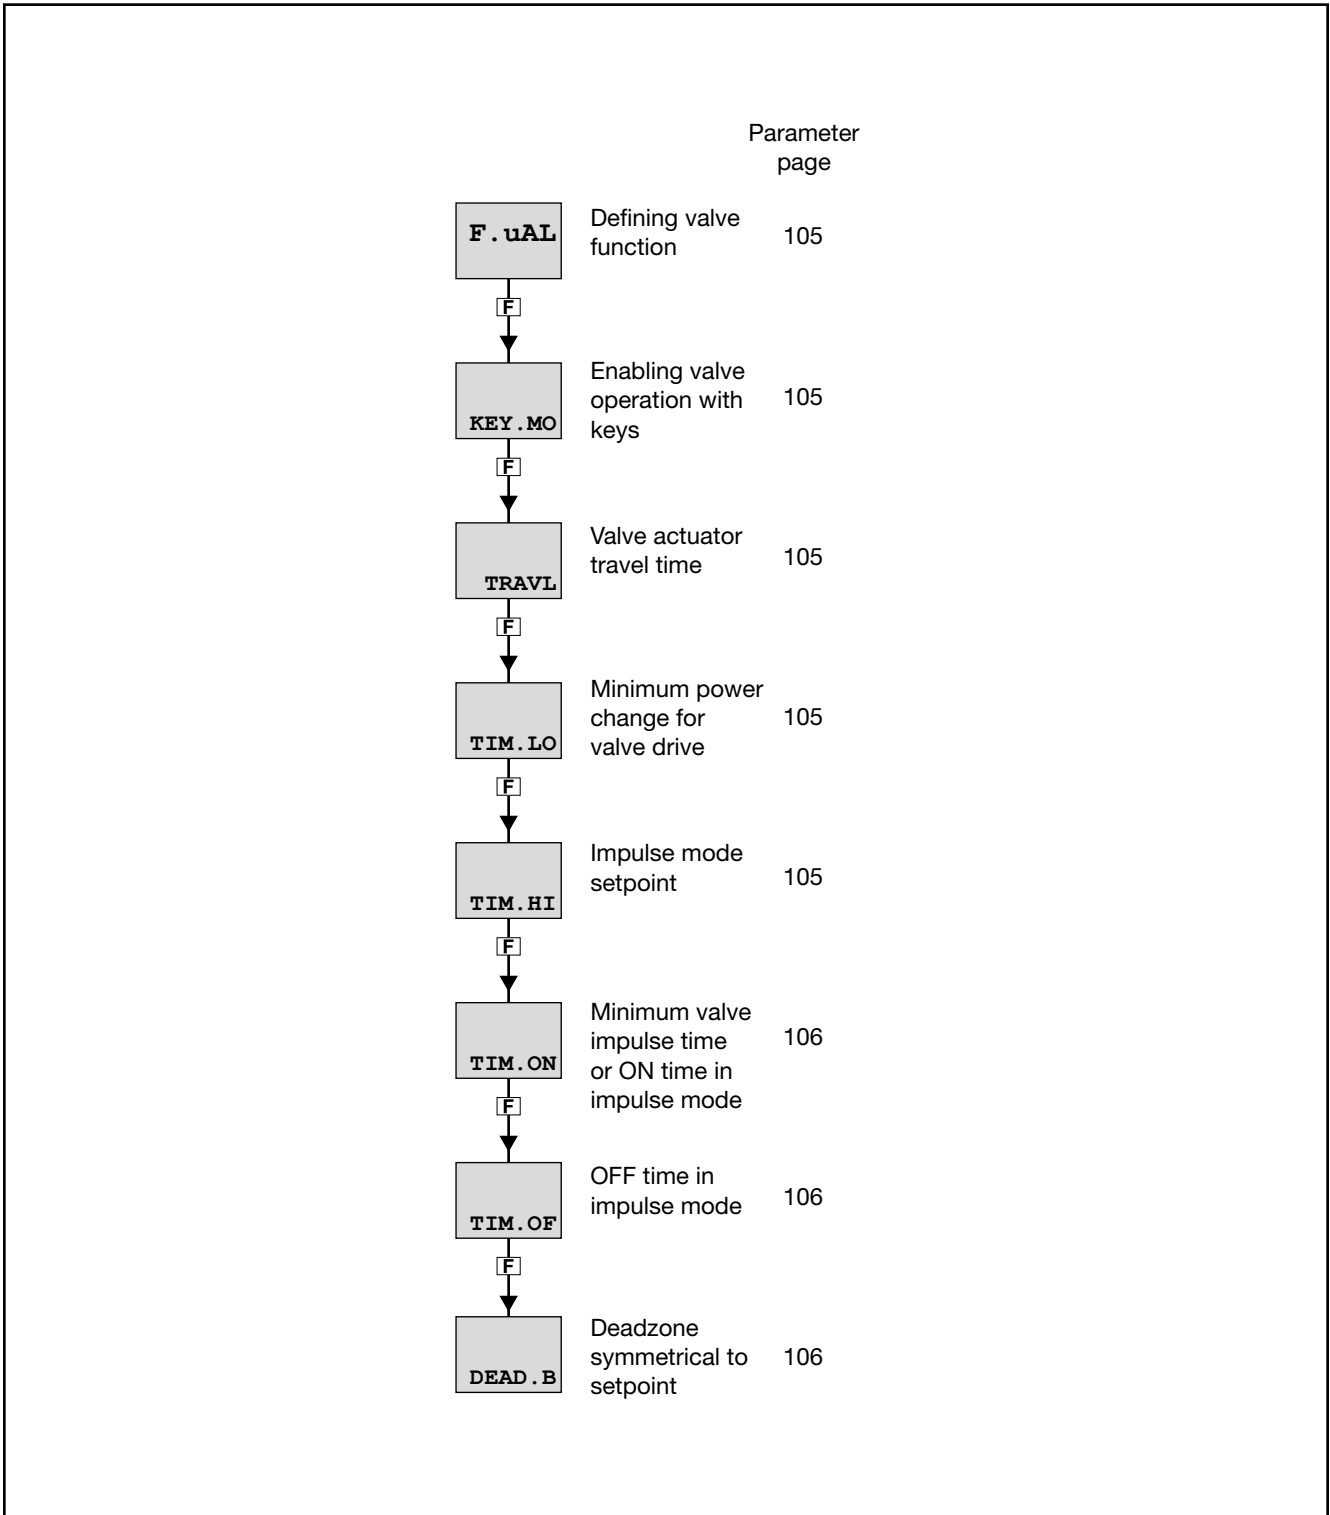 Parameter
page
F.uAL
Defining valve
function
105
F
KEY.MO
Enabling valve
operation with
keys
105
F
TRAVL
Valve actuator
travel time
105
F
TIM.LO
Minimum power
change for
valve drive
105
F
TIM.HI
Impulse mode
setpoint
105
F
TIM.ON
Minimum valve
impulse time
or ON time in
impulse mode
106
F
TIM.OF
OFF time in
impulse mode
106
F
DEAD.B
Deadzone
symmetrical to
setpoint
106